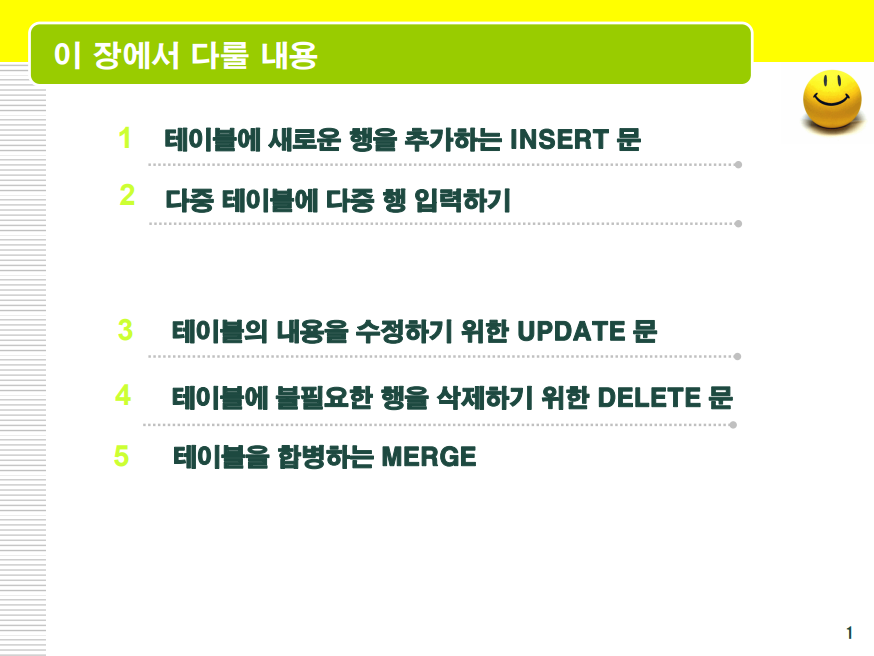 이 장에서 다룰 내용
1 테이블에 새로운 행을 추가하는 INSERT 문
2 다중 테이블에 다중 행 입력하기
3 테이블의 내용을 수정하기 위한 UPDATE 문
4 테이블에 불필요한 행을 삭제하기 위한 DELETE 문
5 테이블을 합병하는 MERGE
1